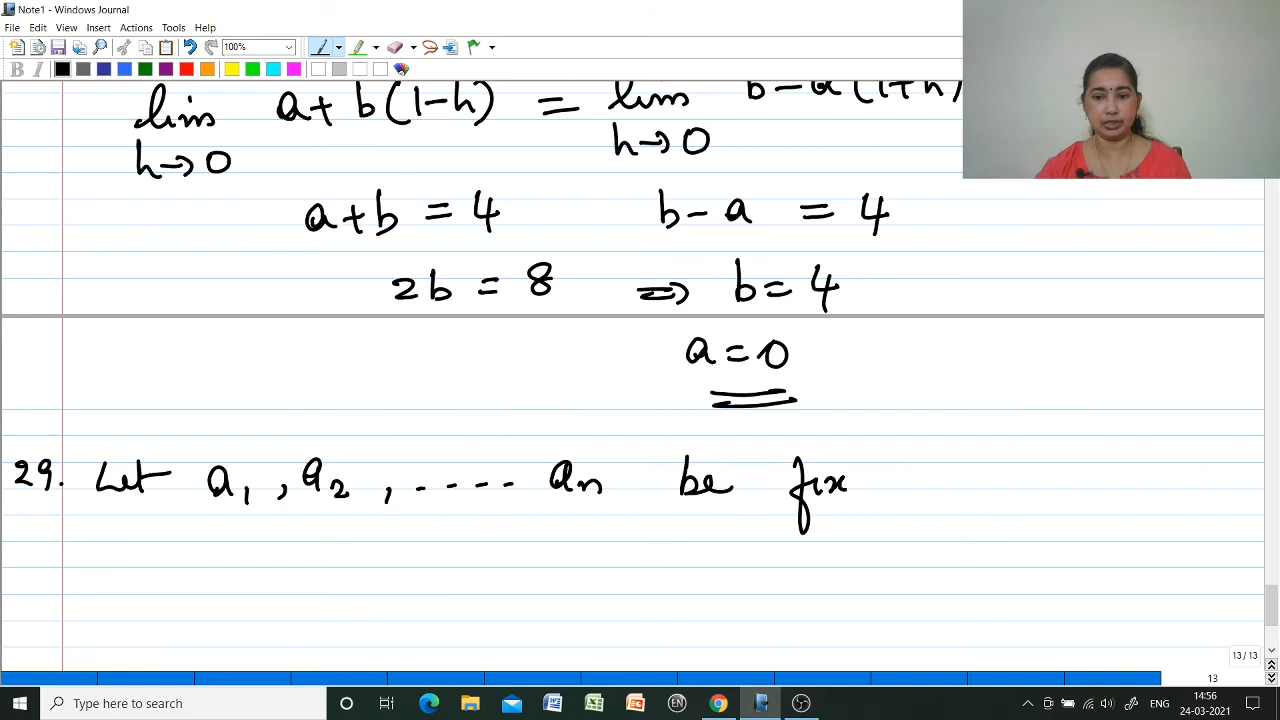 Note1 - Windows Journal
File Edit View Insert Actions Tools Help
100%
B I
lim a+ b(1-h) = lim b-a(1+h)
h→0 h→0
a+b = 4 b-a = 4
2b = 8 ⇒ b=4
a=0
29. Let a1, a2, ..... an be fix
13 / 13
13
Type here to search
ENG
14:56
24-03-2021